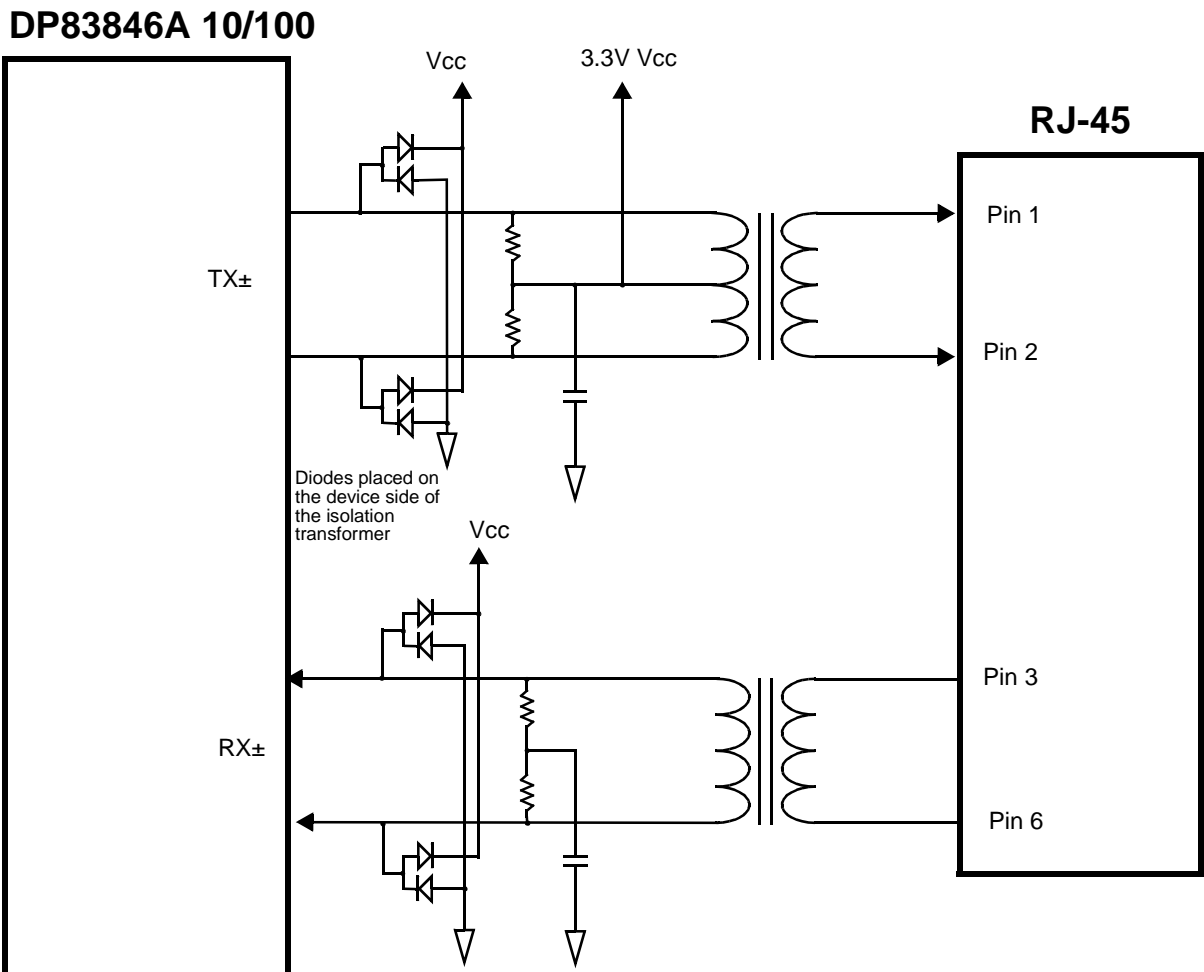 DP83846A 10/100
Vcc
3.3V Vcc
RJ-45
Pin 1
TX±
Pin 2
Diodes placed on
the device side of
the isolation
transformer
Vcc
Pin 3
RX±
Pin 6